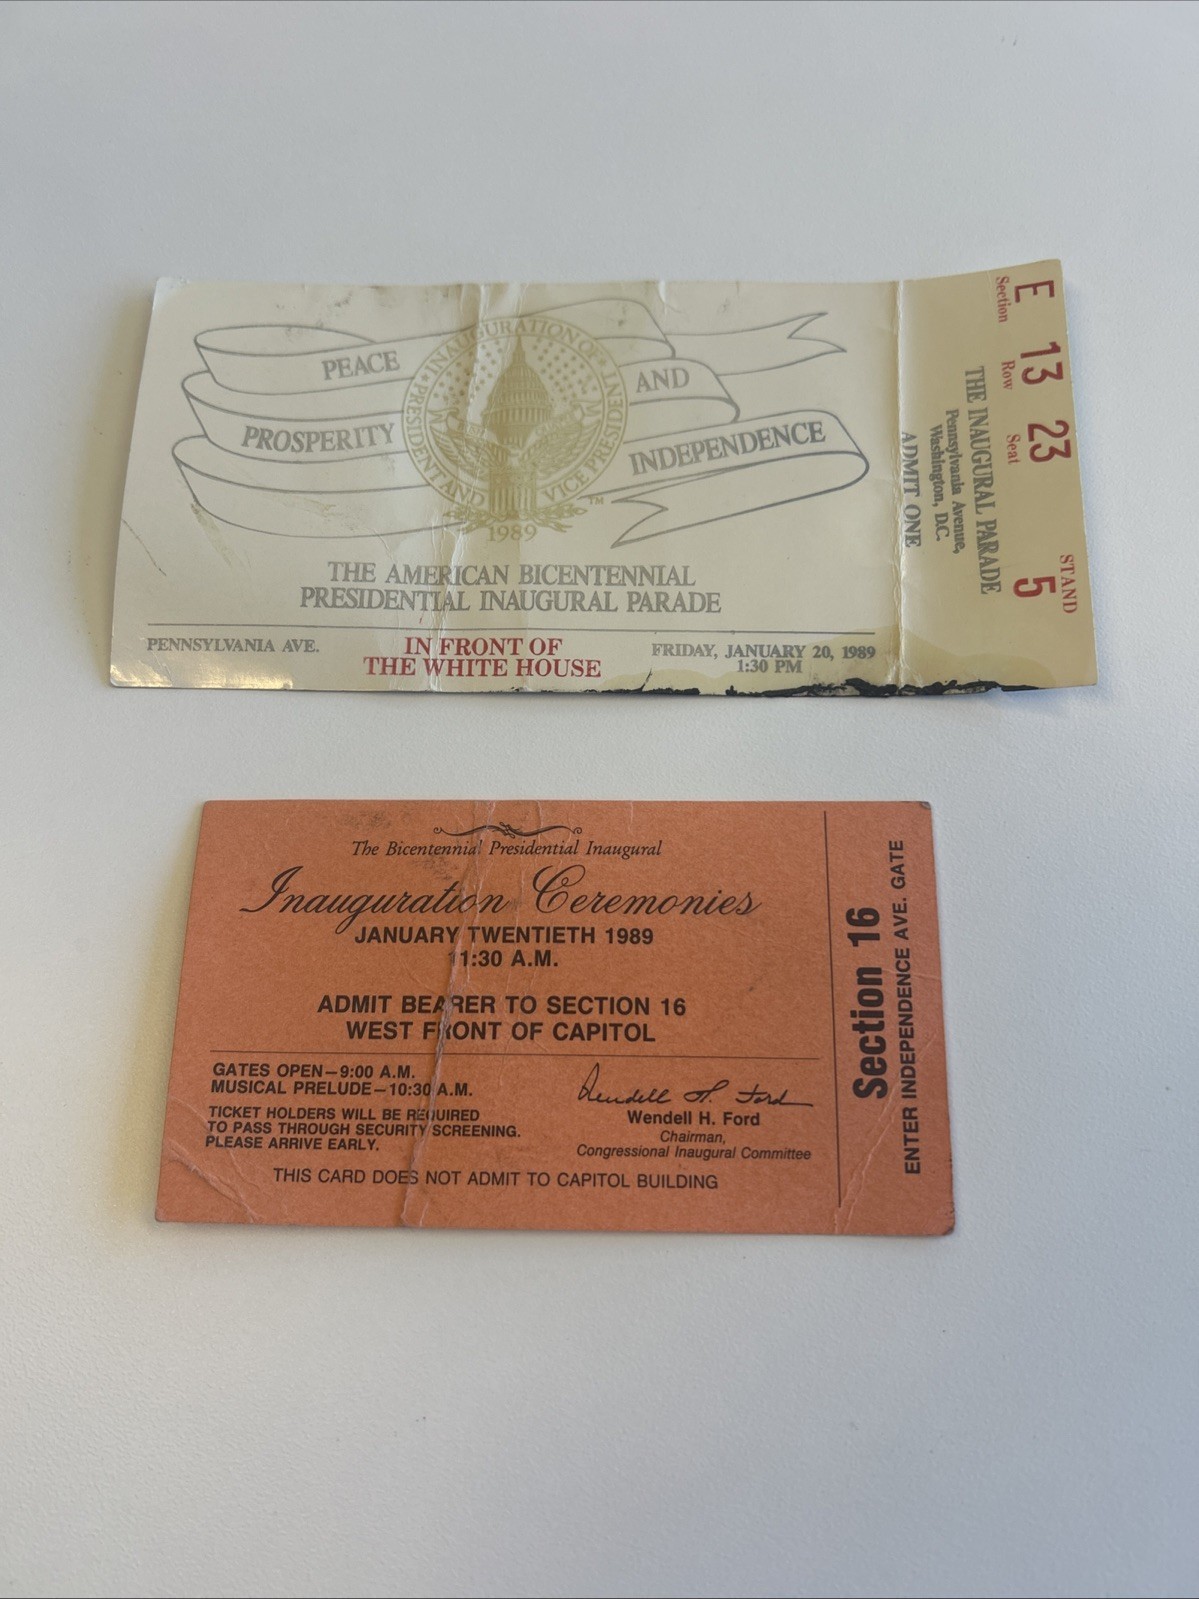 PEACE
AND
PROSPERITY
INDEPENDENCE
★ INAUGURATION OF ★ PRESIDENT AND VICE PRESIDENT
TM
1989
THE AMERICAN BICENTENNIAL
PRESIDENTIAL INAUGURAL PARADE
PENNSYLVANIA AVE.
IN FRONT OF
THE WHITE HOUSE
FRIDAY, JANUARY 20, 1989
1:30 PM
STAND
E 13 23 5
Section Row Seat
THE INAUGURAL PARADE
Pennsylvania Avenue,
Washington, D.C.
ADMIT ONE
The Bicentennial Presidential Inaugural
Inauguration Ceremonies
JANUARY TWENTIETH 1989
11:30 A.M.
ADMIT BEARER TO SECTION 16
WEST FRONT OF CAPITOL
GATES OPEN—9:00 A.M.
MUSICAL PRELUDE—10:30 A.M.
TICKET HOLDERS WILL BE REQUIRED
TO PASS THROUGH SECURITY SCREENING.
PLEASE ARRIVE EARLY.
Wendell H. Ford
Wendell H. Ford
Chairman,
Congressional Inaugural Committee
THIS CARD DOES NOT ADMIT TO CAPITOL BUILDING
Section 16
ENTER INDEPENDENCE AVE. GATE